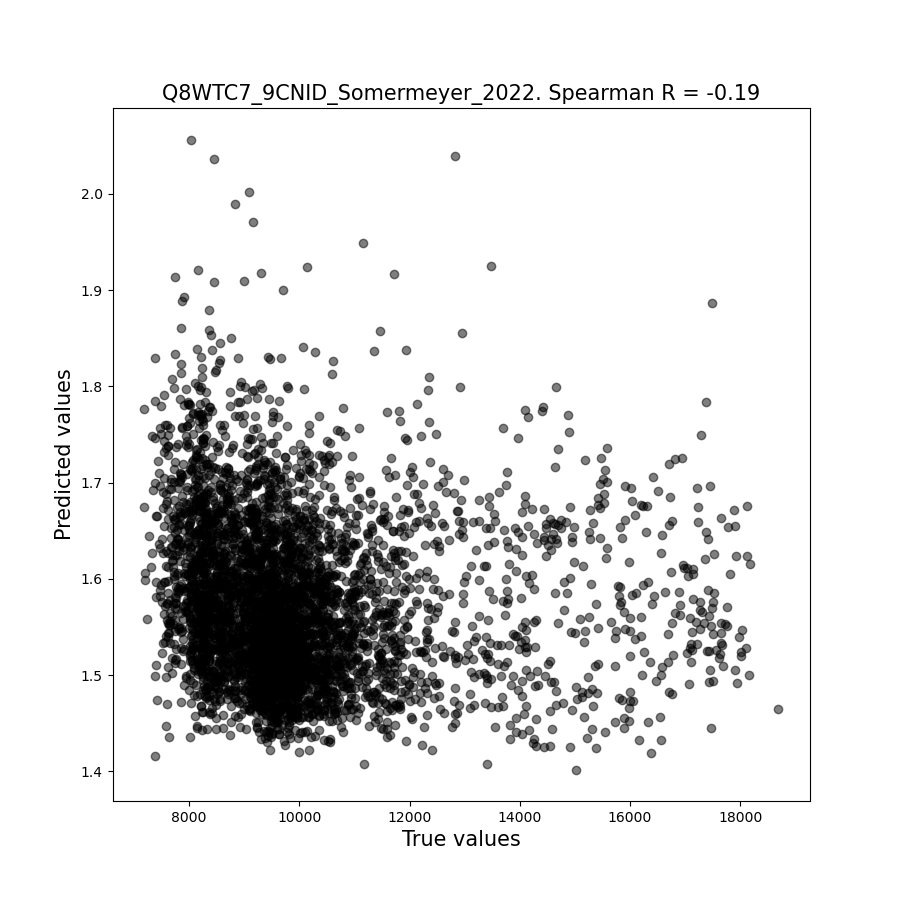 Q8WTC7_9CNID_Somermeyer_2022. Spearman R = -0.19
2.0
1.9
1.8
1.7
1.6
1.5
1.4
Predicted values
8000 10000 12000 14000 16000 18000
True values